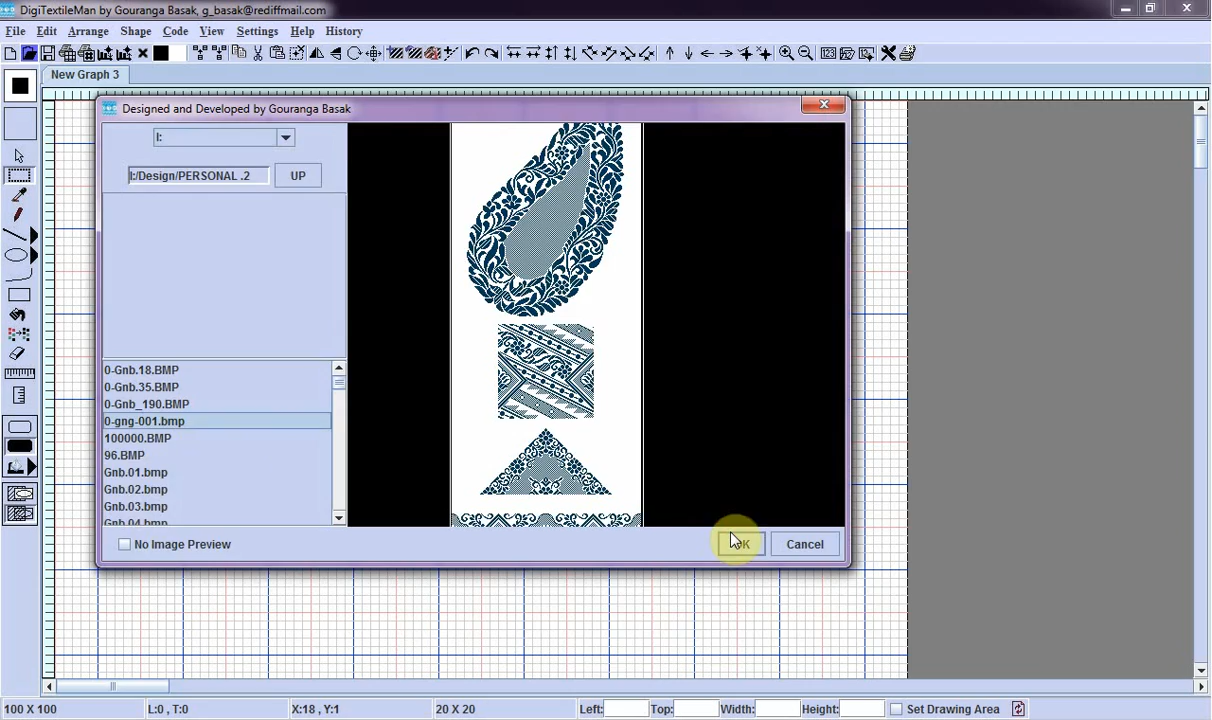 DigiTextileMan by Gouranga Basak, g_basak@rediffmail.com
File Edit Arrange Shape Code View Settings Help History
New Graph 3
Designed and Developed by Gouranga Basak
I:
I:/Design/PERSONAL .2 UP
0-Gnb.18.BMP
0-Gnb.35.BMP
0-Gnb_190.BMP
0-gng-001.bmp
100000.BMP
96.BMP
Gnb.01.bmp
Gnb.02.bmp
Gnb.03.bmp
Gnb.04.bmp
No Image Preview OK Cancel
100 X 100 L:0 , T:0 X:18 , Y:1 20 X 20 Left: Top: Width: Height: Set Drawing Area